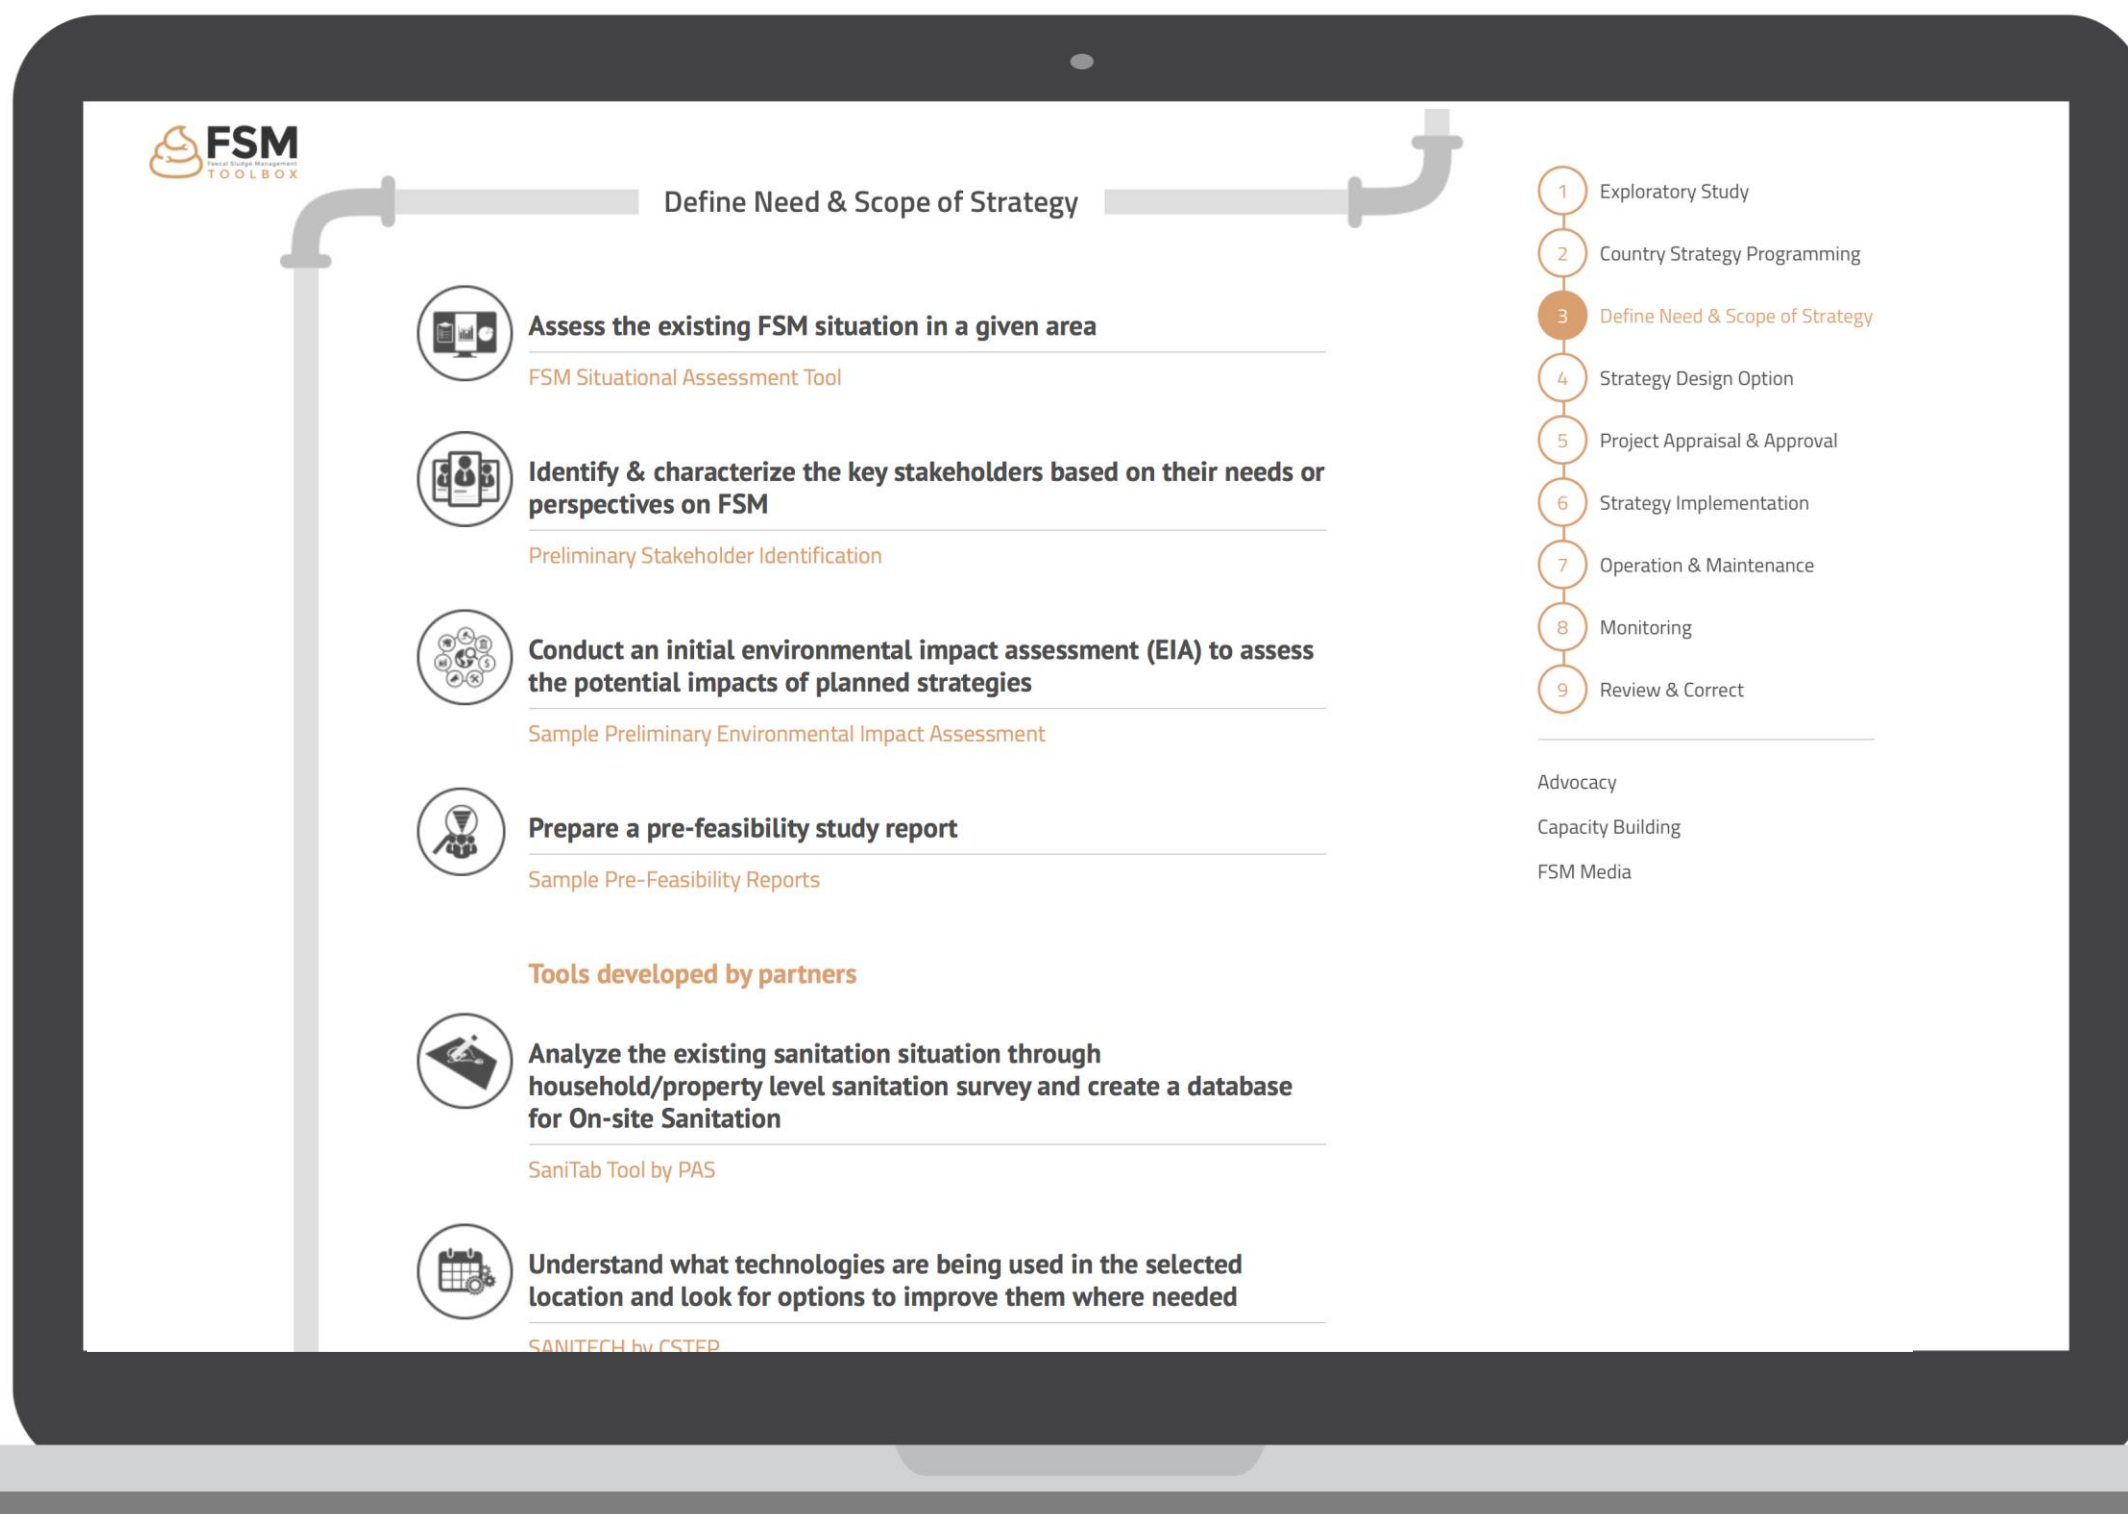 FSM
Faecal Sludge Management
TOOLBOX
Define Need & Scope of Strategy
Assess the existing FSM situation in a given area
FSM Situational Assessment Tool
Identify & characterize the key stakeholders based on their needs or
perspectives on FSM
Preliminary Stakeholder Identification
Conduct an initial environmental impact assessment (EIA) to assess
the potential impacts of planned strategies
Sample Preliminary Environmental Impact Assessment
Prepare a pre-feasibility study report
Sample Pre-Feasibility Reports
Tools developed by partners
Analyze the existing sanitation situation through
household/property level sanitation survey and create a database
for On-site Sanitation
SaniTab Tool by PAS
Understand what technologies are being used in the selected
location and look for options to improve them where needed
SANITECH by CSTEP
1 Exploratory Study
2 Country Strategy Programming
3 Define Need & Scope of Strategy
4 Strategy Design Option
5 Project Appraisal & Approval
6 Strategy Implementation
7 Operation & Maintenance
8 Monitoring
9 Review & Correct
Advocacy
Capacity Building
FSM Media